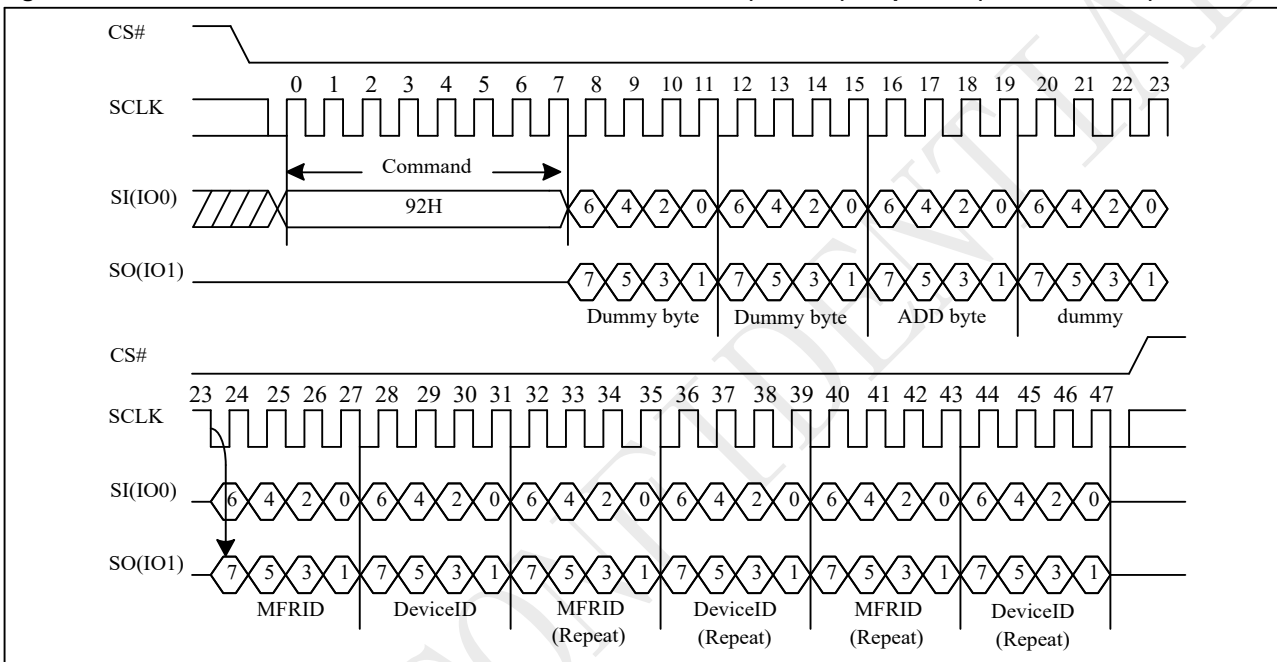 CS#
0 1 2 3 4 5 6 7 8 9 10 11 12 13 14 15 16 17 18 19 20 21 22 23
SCLK
Command
SI(IO0)
92H
6 4 2 0 6 4 2 0 6 4 2 0 6 4 2 0
SO(IO1)
7 5 3 1 7 5 3 1 7 5 3 1 7 5 3 1
Dummy byte Dummy byte ADD byte dummy
CS#
23 24 25 26 27 28 29 30 31 32 33 34 35 36 37 38 39 40 41 42 43 44 45 46 47
SCLK
SI(IO0)
6 4 2 0 6 4 2 0 6 4 2 0 6 4 2 0 6 4 2 0 6 4 2 0
SO(IO1)
7 5 3 1 7 5 3 1 7 5 3 1 7 5 3 1 7 5 3 1 7 5 3 1
MFRID DeviceID MFRID DeviceID MFRID DeviceID
(Repeat) (Repeat) (Repeat) (Repeat)
CONFIDENTIAL